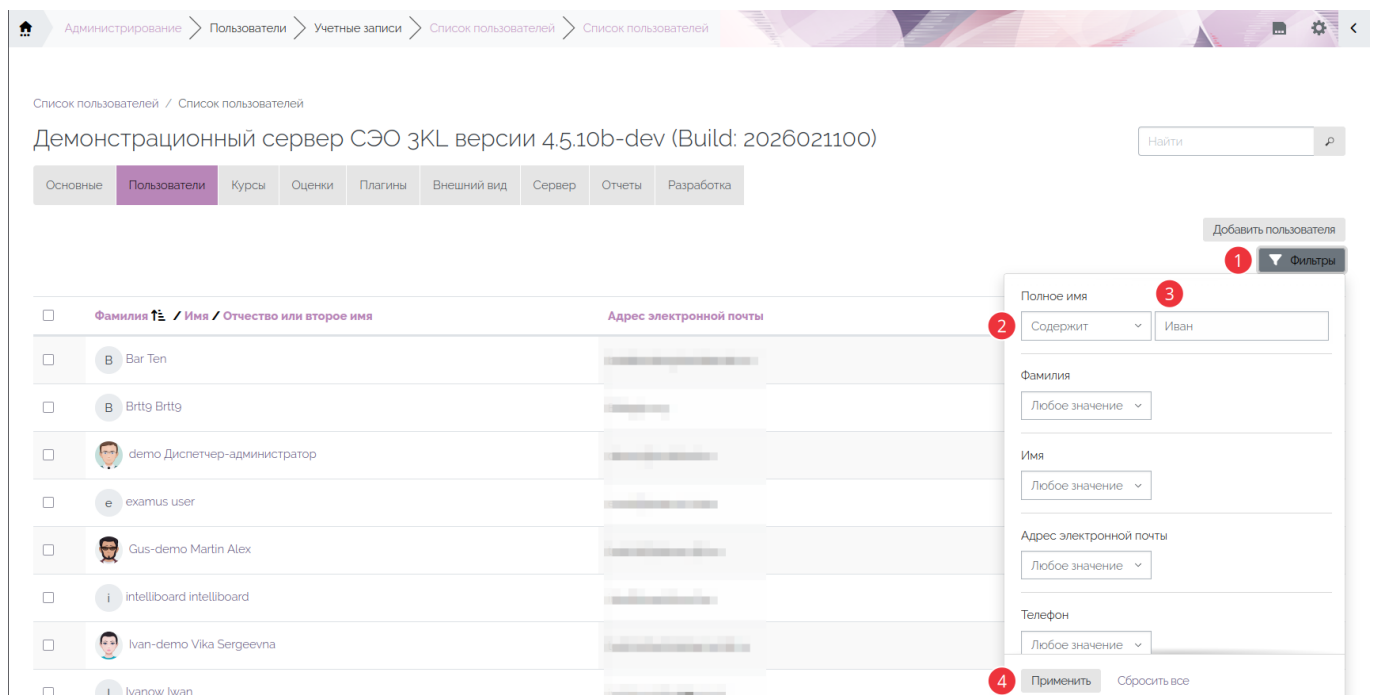 Администрирование Пользователи Учетные записи Список пользователей Список пользователей
Список пользователей / Список пользователей
Демонстрационный сервер СЭО 3KL версии 4.5.10b-dev (Build: 2026021100)
Найти
Основные Пользователи Курсы Оценки Плагины Внешний вид Сервер Отчеты Разработка
Добавить пользователя
1 Фильтры
Полное имя 3
2 Содержит Иван
Фамилия / Имя / Отчество или второе имя Адрес электронной почты
B Bar Ten
Фамилия
B Brtt9 Brtt9
Любое значение
demo Диспетчер-администратор
Имя
Любое значение
e examus user
Адрес электронной почты
Gus-demo Martin Alex
Любое значение
i intelliboard intelliboard
Телефон
Ivan-demo Vika Sergeevna
Любое значение
4 Применить Сбросить все
I Ivanow Iwan